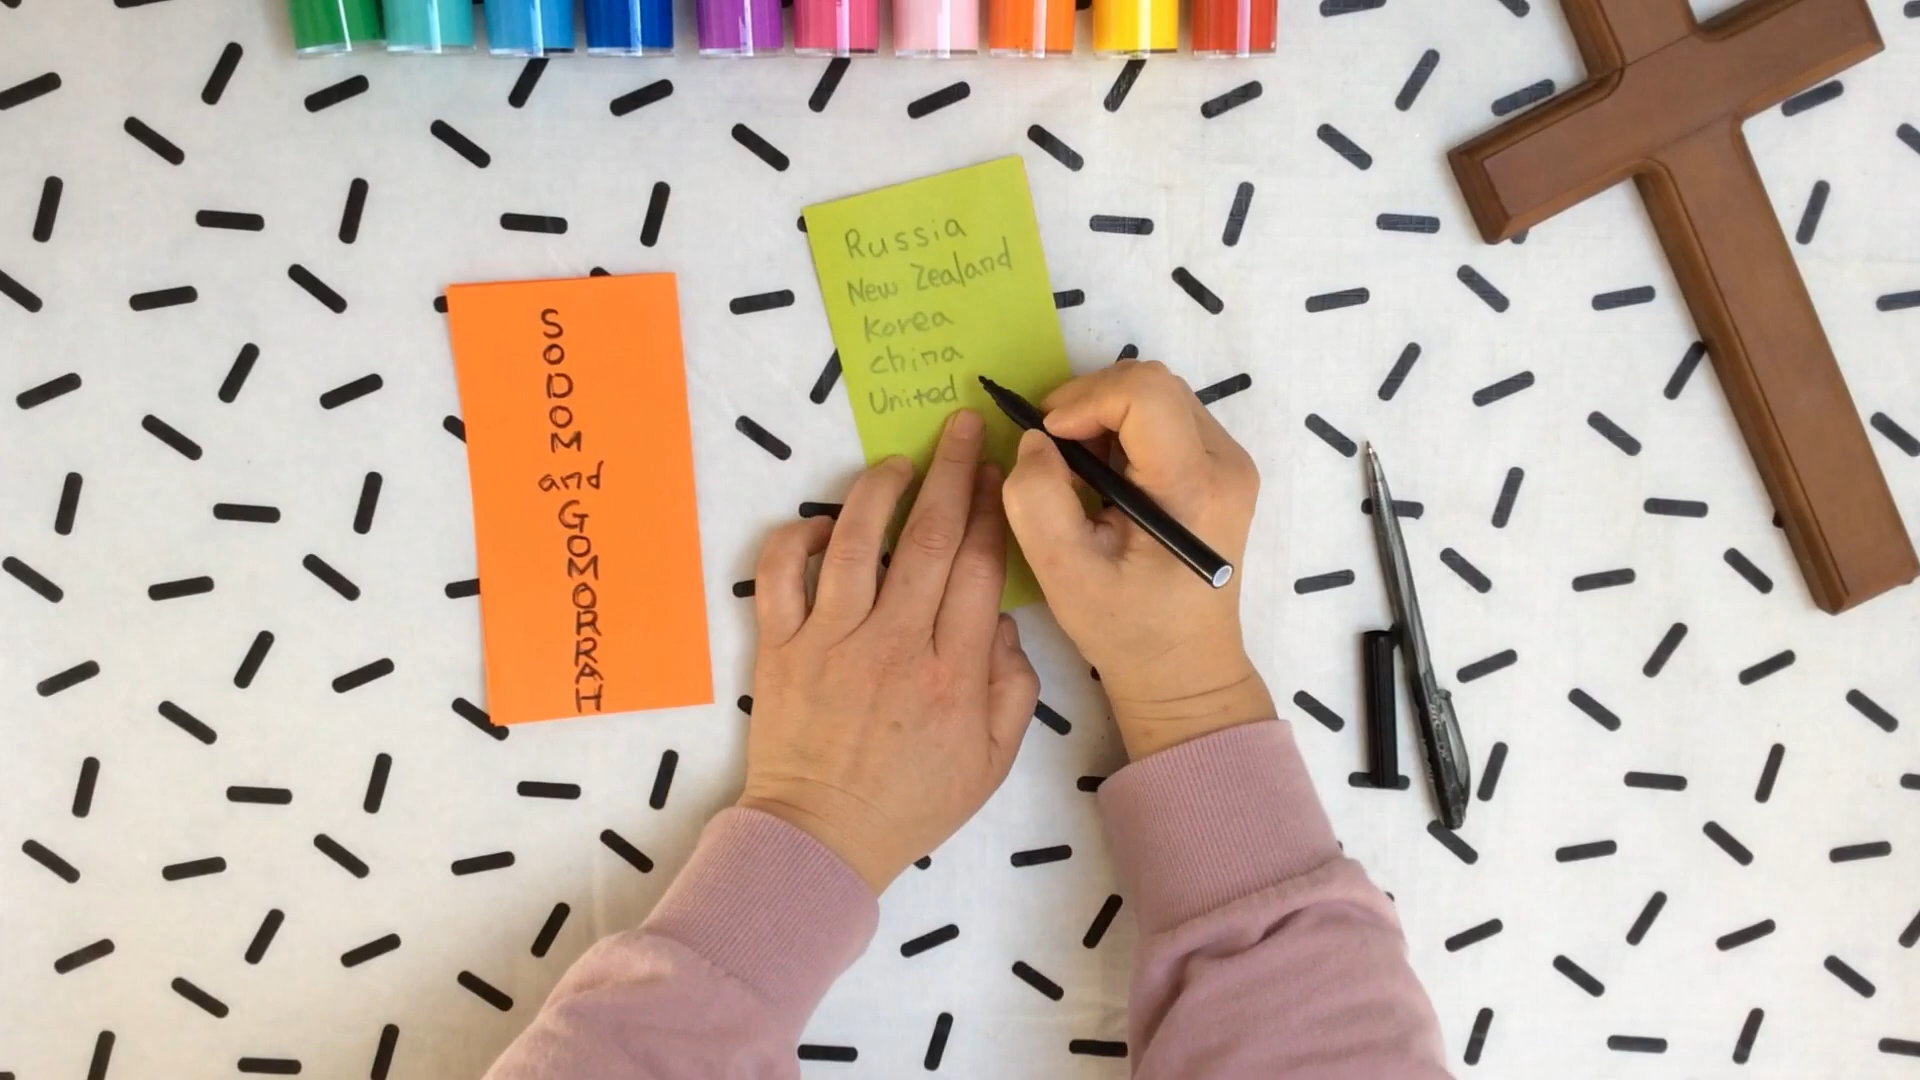 SODOM
and
GOMORRAH
Russia
New Zealand
Korea
china
United